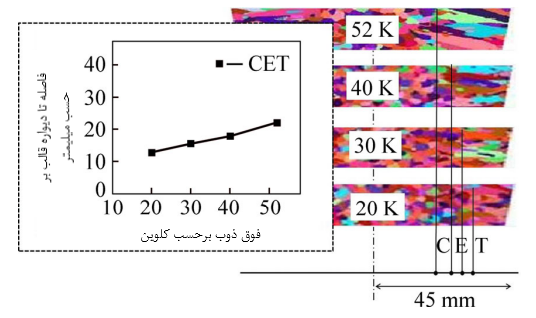 52 K
40 K
30 K
20 K
C E T
45 mm
CET
40
30
20
10
0
10 20 30 40 50
فاصله تا دیواره قالب بر
حسب میلیمتر
فوق ذوب برحسب کلوین